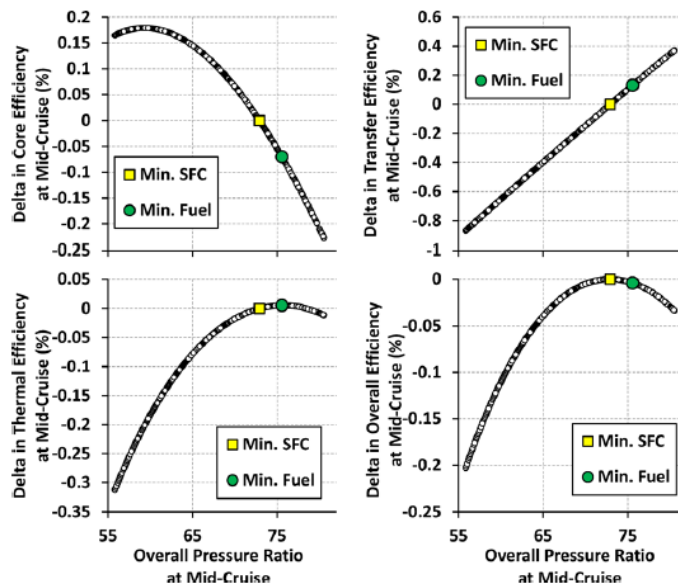 Delta in Core Efficiency
at Mid-Cruise (%)
0.2
0.15
0.1
0.05
0
-0.05
-0.1
-0.15
-0.2
-0.25
Min. SFC
Min. Fuel
Delta in Transfer Efficiency
at Mid-Cruise (%)
0.6
0.4
0.2
0
-0.2
-0.4
-0.6
-0.8
-1
Min. SFC
Min. Fuel
Delta in Thermal Efficiency
at Mid-Cruise (%)
0.05
0
-0.05
-0.1
-0.15
-0.2
-0.25
-0.3
-0.35
Min. SFC
Min. Fuel
55
65
75
Overall Pressure Ratio
at Mid-Cruise
Delta in Overall Efficiency
at Mid-Cruise (%)
0
-0.05
-0.1
-0.15
-0.2
-0.25
Min. SFC
Min. Fuel
55
65
75
Overall Pressure Ratio
at Mid-Cruise